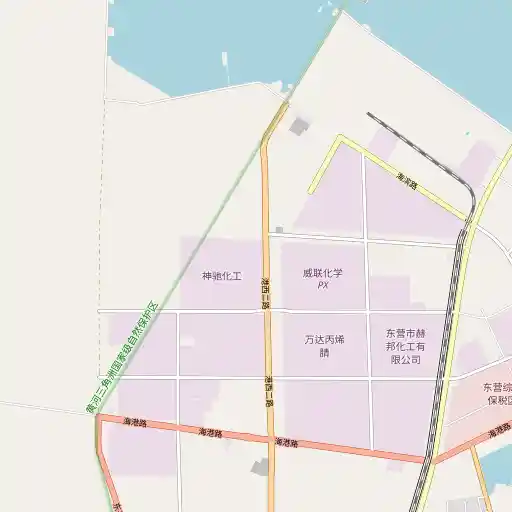 海滨路
神驰化工
威联化学
PX
港西二路
黄河三角洲国家级自然保护区
万达丙烯
腈
东营市赫
邦化工有
限公司
港西二路
东营综
保税区
海港路
海港路
海港路
海港路
东